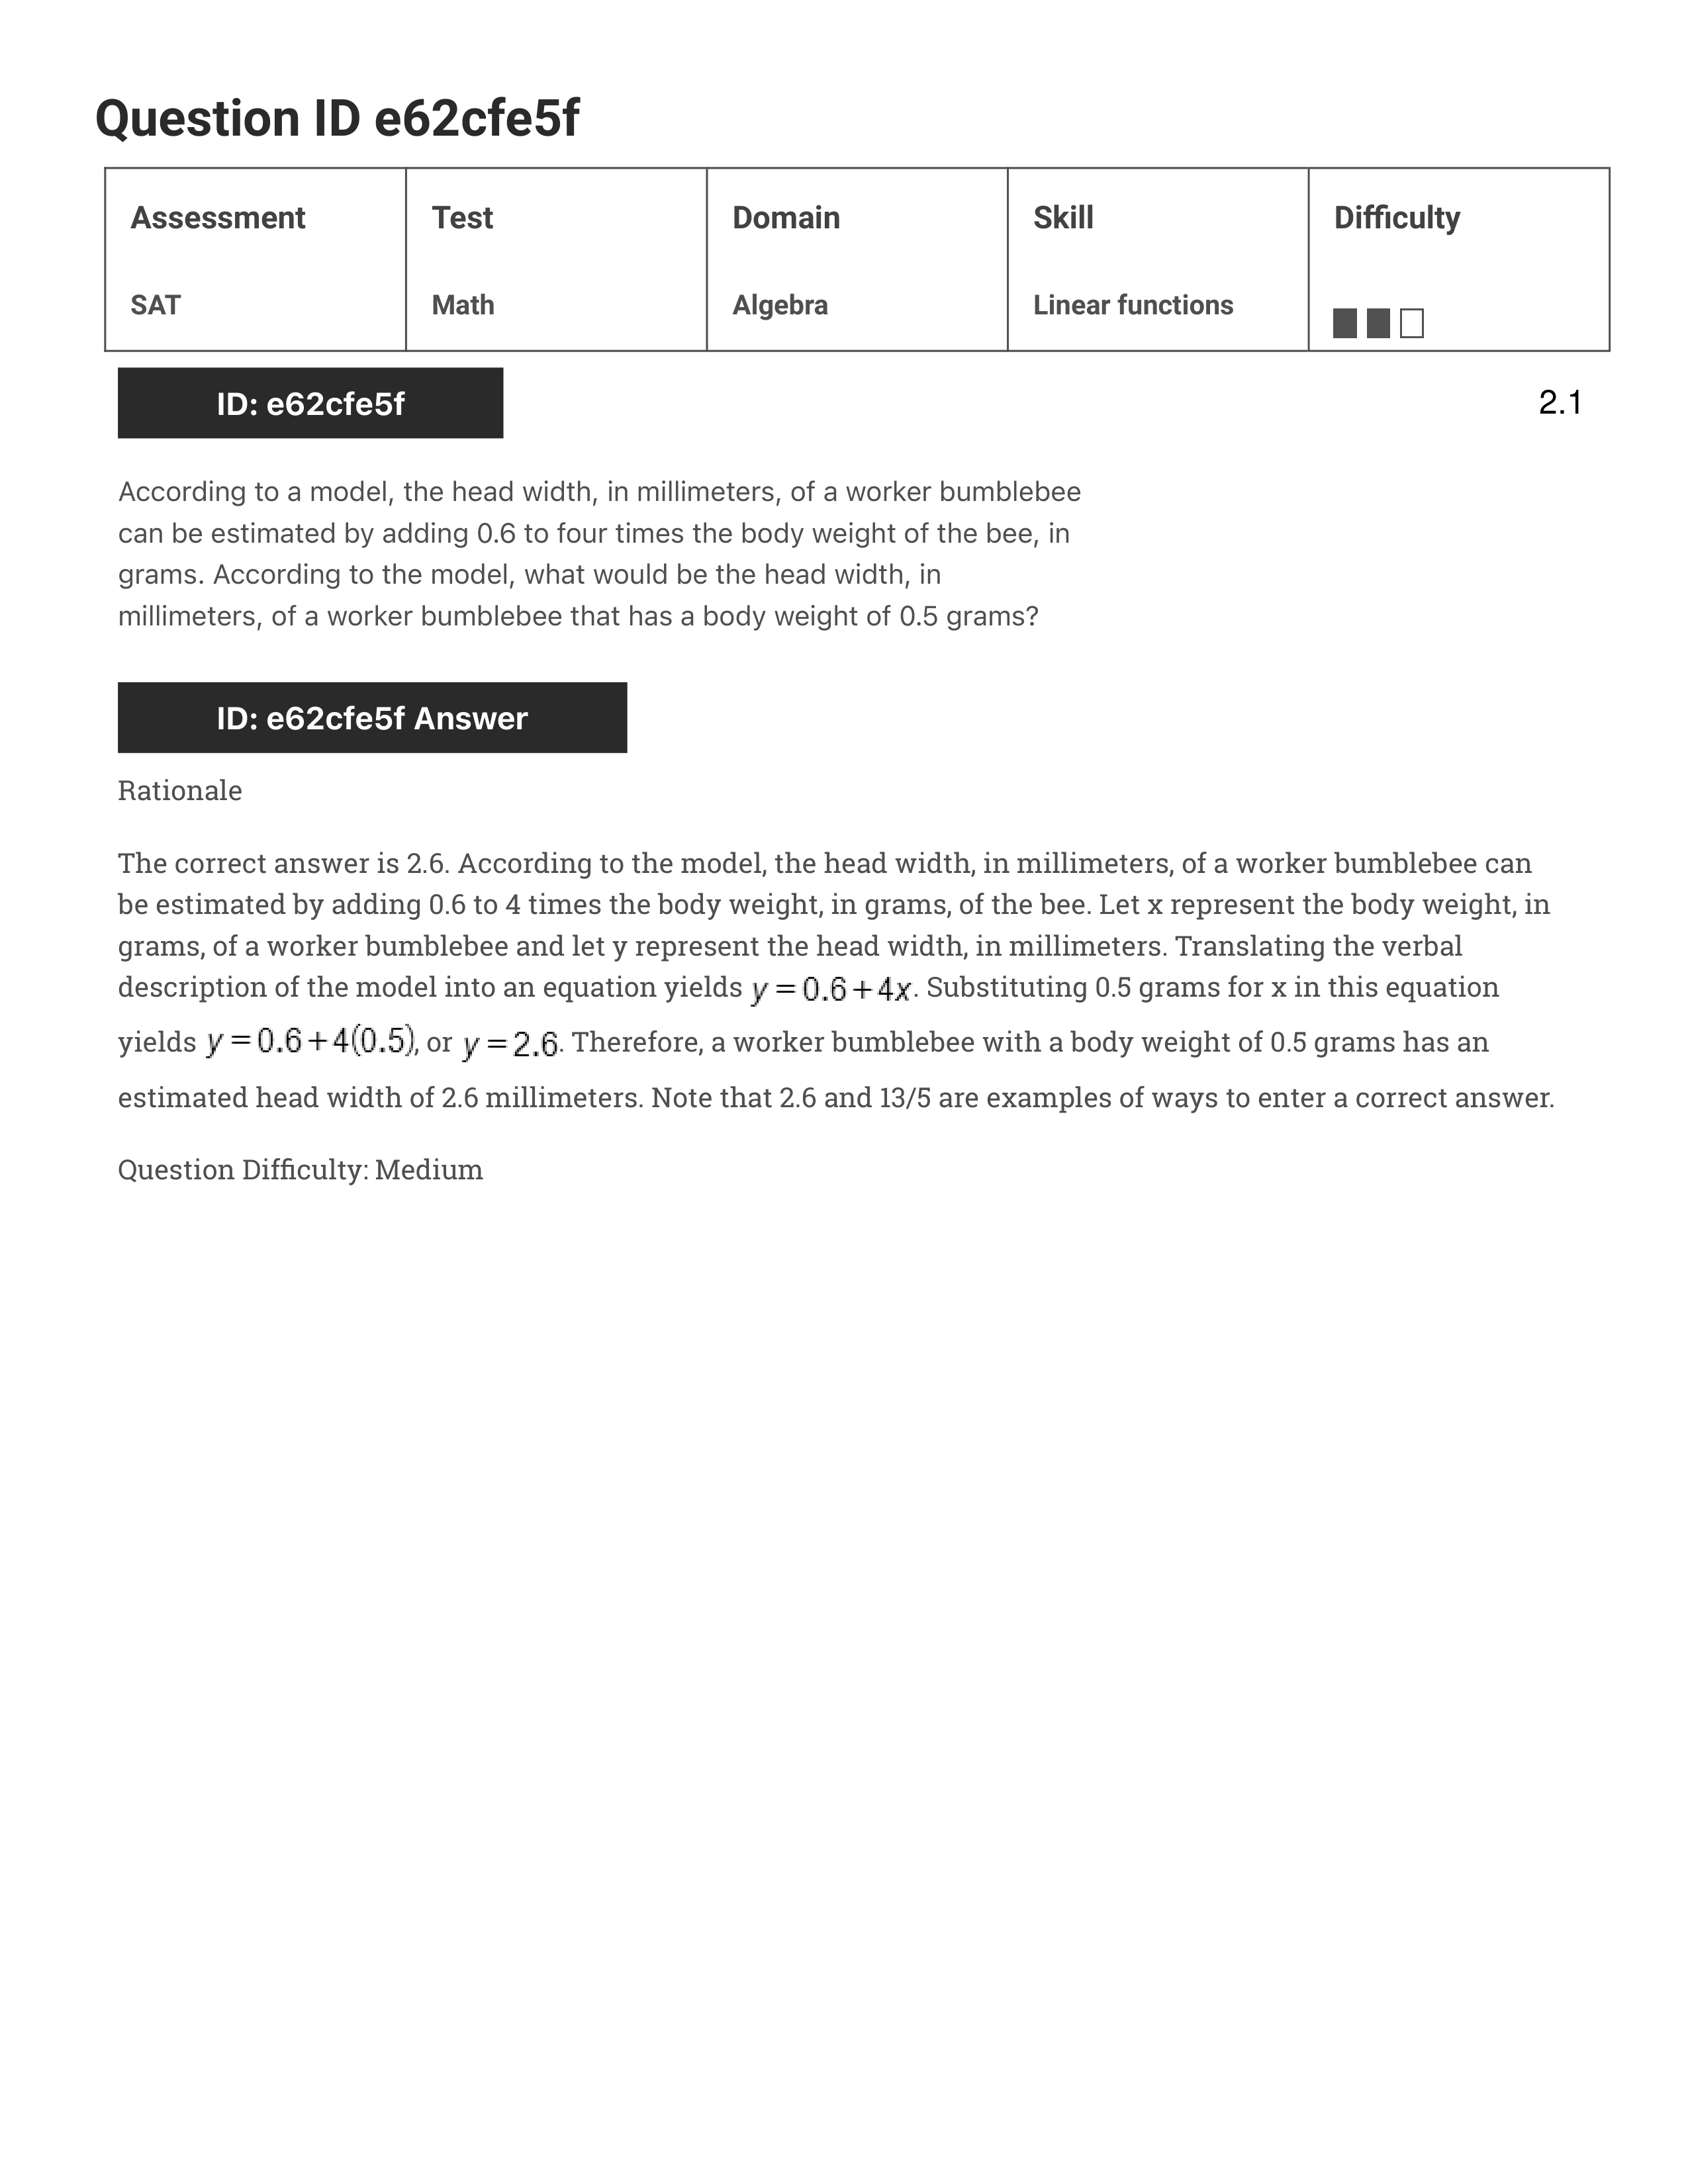 Question ID e62cfe5f
Assessment Test Domain Skill Difficulty
SAT Math Algebra Linear functions
ID: e62cfe5f 2.1
According to a model, the head width, in millimeters, of a worker bumblebee
can be estimated by adding 0.6 to four times the body weight of the bee, in
grams. According to the model, what would be the head width, in
millimeters, of a worker bumblebee that has a body weight of 0.5 grams?
ID: e62cfe5f Answer
Rationale
The correct answer is 2.6. According to the model, the head width, in millimeters, of a worker bumblebee can
be estimated by adding 0.6 to 4 times the body weight, in grams, of the bee. Let x represent the body weight, in
grams, of a worker bumblebee and let y represent the head width, in millimeters. Translating the verbal
description of the model into an equation yields y = 0.6 + 4x. Substituting 0.5 grams for x in this equation
yields y = 0.6 + 4(0.5), or y = 2.6. Therefore, a worker bumblebee with a body weight of 0.5 grams has an
estimated head width of 2.6 millimeters. Note that 2.6 and 13/5 are examples of ways to enter a correct answer.
Question Difficulty: Medium